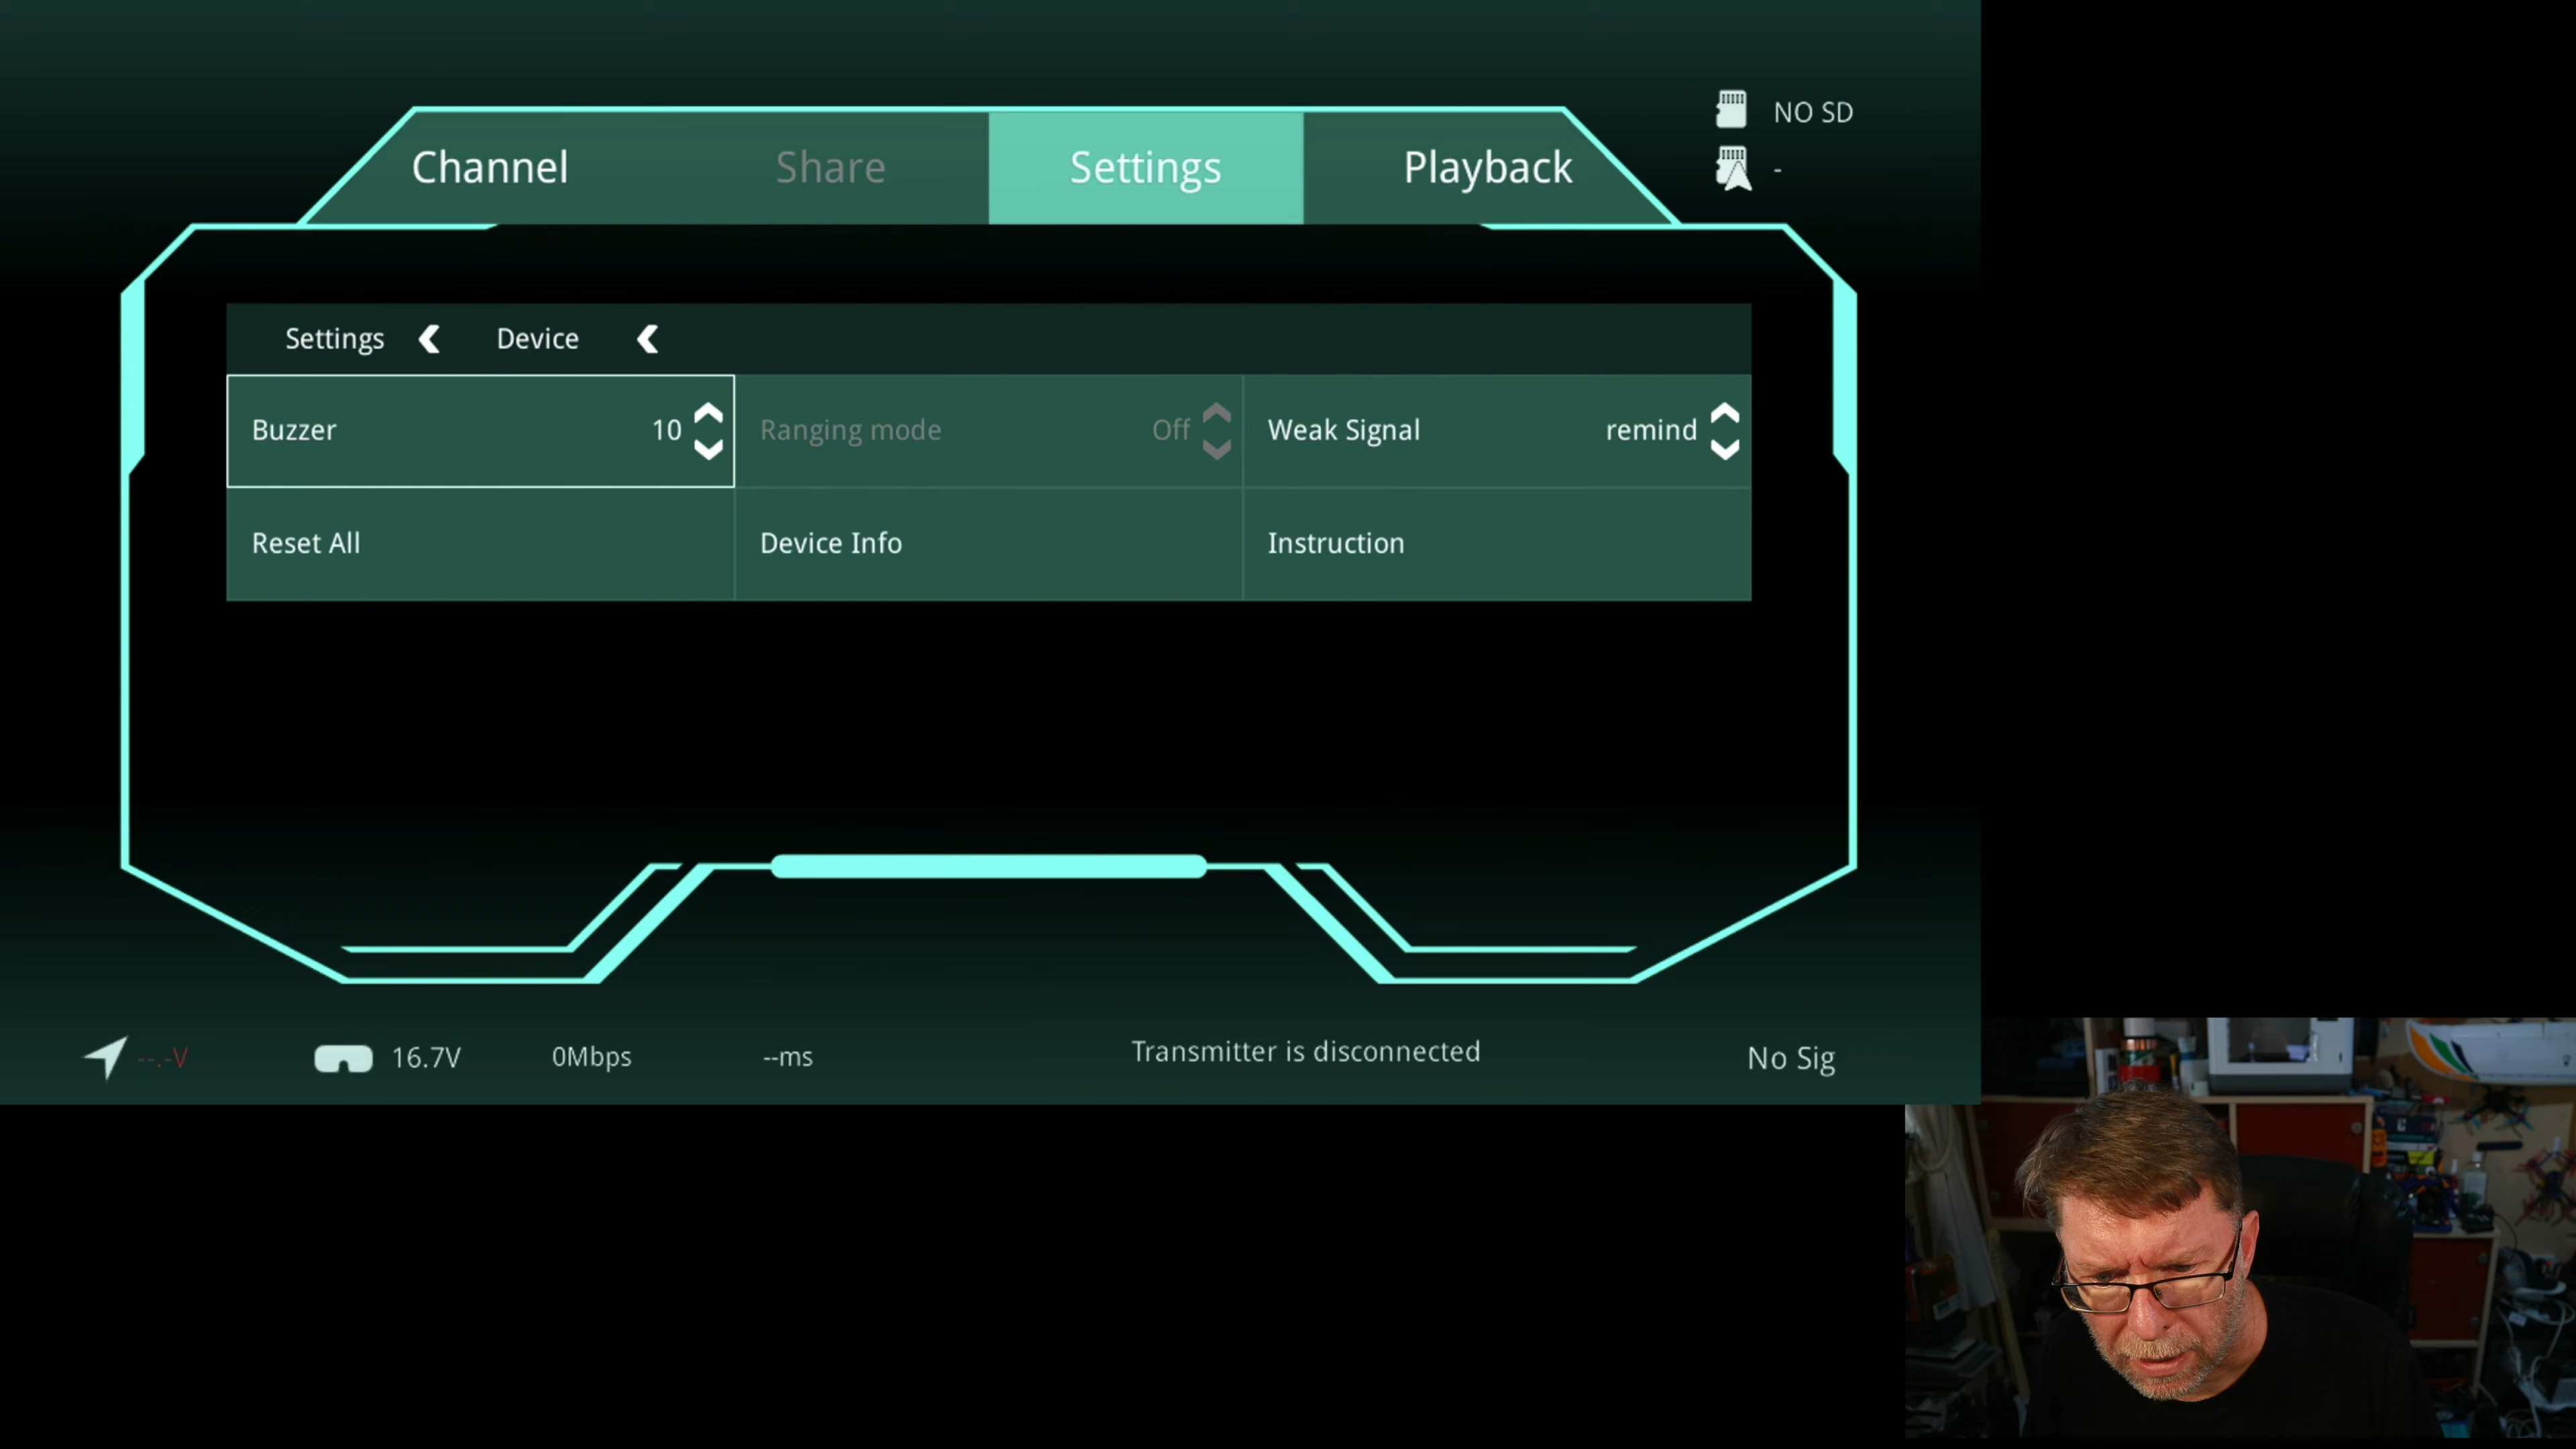 NO SD
Channel Share Settings Playback
-
Settings Device
Buzzer 10 Ranging mode Off Weak Signal remind
Reset All Device Info Instruction
--.-V 16.7V 0Mbps --ms Transmitter is disconnected No Sig